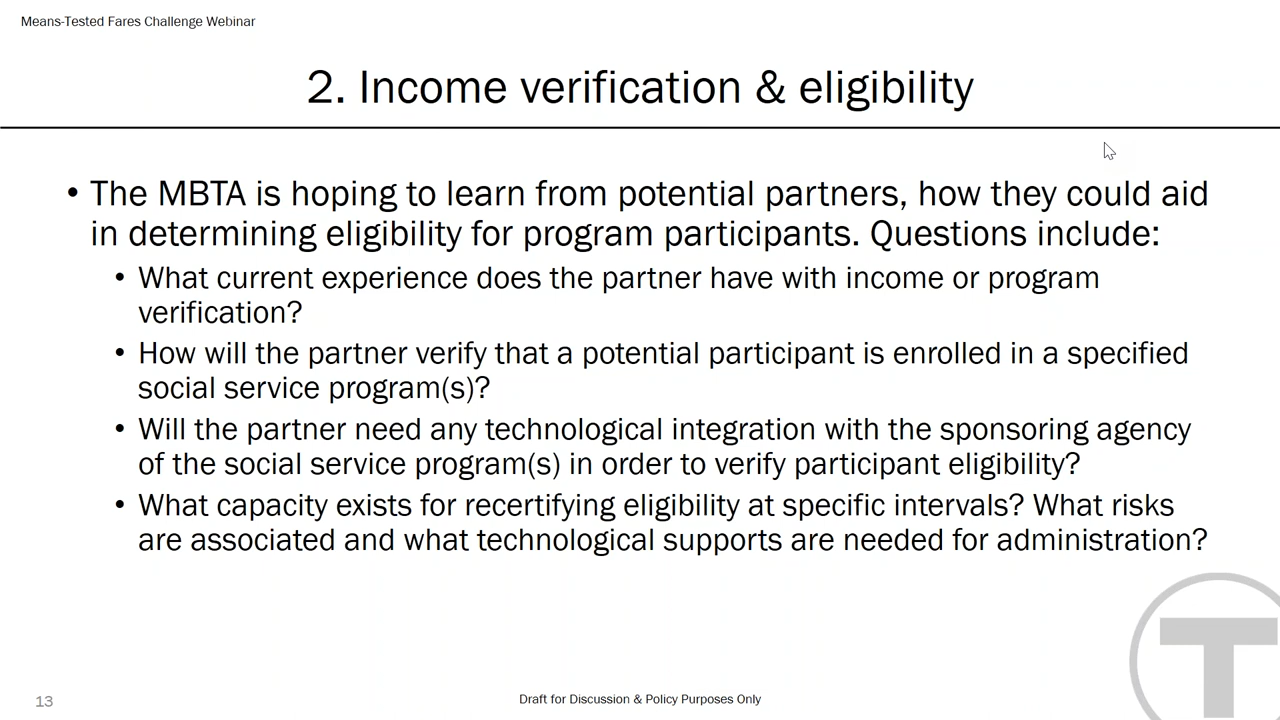 Means-Tested Fares Challenge Webinar
2. Income verification & eligibility
• The MBTA is hoping to learn from potential partners, how they could aid
in determining eligibility for program participants. Questions include:
• What current experience does the partner have with income or program
verification?
• How will the partner verify that a potential participant is enrolled in a specified
social service program(s)?
• Will the partner need any technological integration with the sponsoring agency
of the social service program(s) in order to verify participant eligibility?
• What capacity exists for recertifying eligibility at specific intervals? What risks
are associated and what technological supports are needed for administration?
T
13
Draft for Discussion & Policy Purposes Only